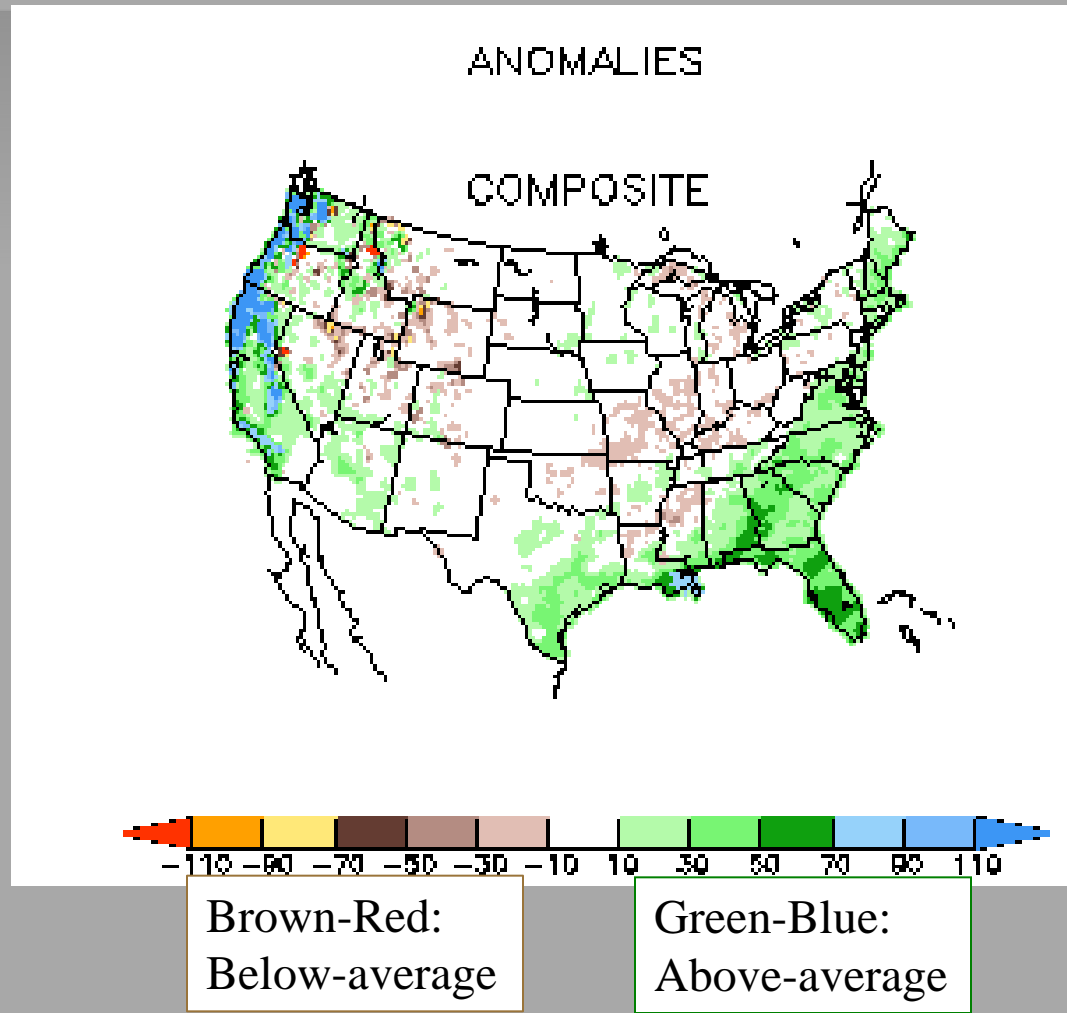 ANOMALIES
COMPOSITE
-110 -90 -70 -50 -30 -10 10 30 50 70 90 110
Brown-Red:
Below-average
Green-Blue:
Above-average